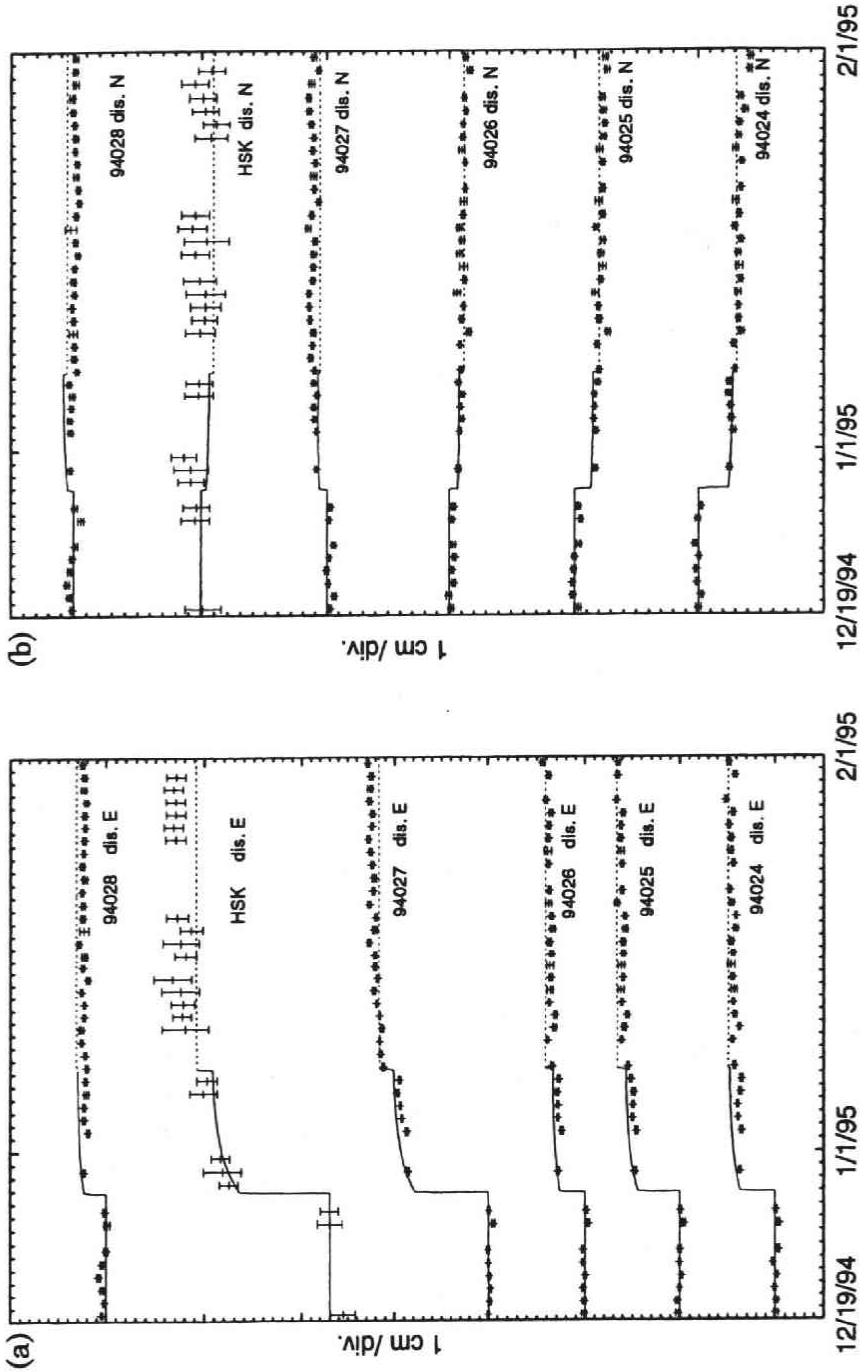 (a)
1 cm /div.
94028 dis. E
HSK dis. E
94027 dis. E
94026 dis. E
94025 dis. E
94024 dis. E
12/19/94 1/1/95 2/1/95
(b)
1 cm /div.
94028 dis. N
HSK dis. N
94027 dis. N
94026 dis. N
94025 dis. N
94024 dis. N
12/19/94 1/1/95 2/1/95